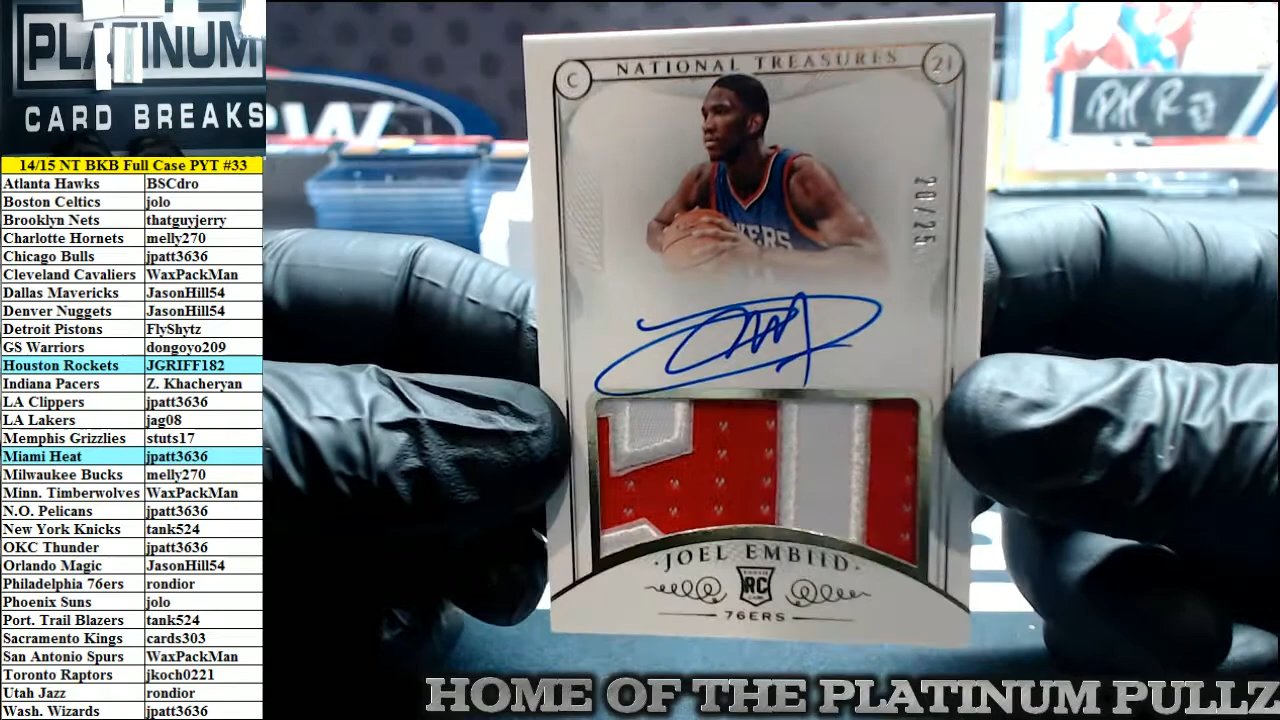 PLATINUM
CARD BREAKS
14/15 NT BKB Full Case PYT #33
Atlanta Hawks BSCdro
Boston Celtics jolo
Brooklyn Nets thatguyjerry
Charlotte Hornets melly270
Chicago Bulls jpatt3636
Cleveland Cavaliers WaxPackMan
Dallas Mavericks JasonHill54
Denver Nuggets JasonHill54
Detroit Pistons FlyShytz
GS Warriors dongoyo209
Houston Rockets JGRIFF182
Indiana Pacers Z. Khacheryan
LA Clippers jpatt3636
LA Lakers jag08
Memphis Grizzlies stuts17
Miami Heat jpatt3636
Milwaukee Bucks melly270
Minn. Timberwolves WaxPackMan
N.O. Pelicans jpatt3636
New York Knicks tank524
OKC Thunder jpatt3636
Orlando Magic JasonHill54
Philadelphia 76ers rondior
Phoenix Suns jolo
Port. Trail Blazers tank524
Sacramento Kings cards303
San Antonio Spurs WaxPackMan
Toronto Raptors jkoch0221
Utah Jazz rondior
Wash. Wizards jpatt3636
C NATIONAL TREASURES 21
20/25
·JOEL EMBIID·
RC
76ERS
HOME OF THE PLATINUM PULLZ